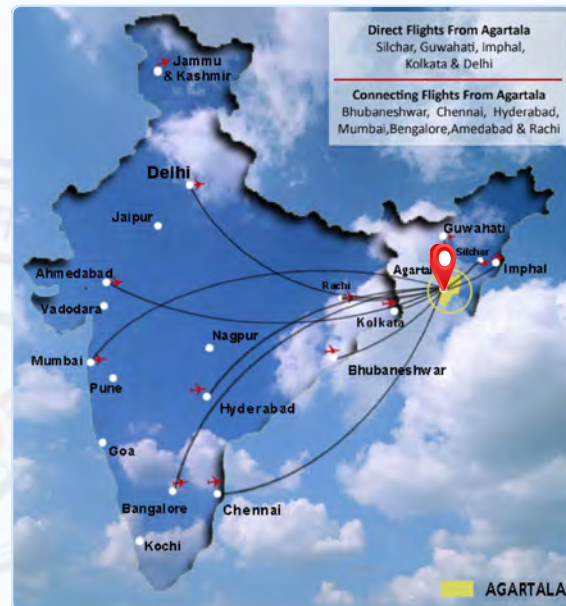 Direct Flights From Agartala
Silchar, Guwahati, Imphal,
Kolkata & Delhi
Connecting Flights From Agartala
Bhubaneshwar, Chennai, Hyderabad,
Mumbai,Bengalore,Amedabad & Rachi
Jammu
& Kashmir
Delhi
Jaipur
Guwahati
Silchar
Imphal
Agartal
Ahmedabad
Rachi
Vadodara
Kolkata
Nagpur
Mumbai
Bhubaneshwar
Pune
Hyderabad
Goa
Bangalore
Chennai
Kochi
AGARTALA